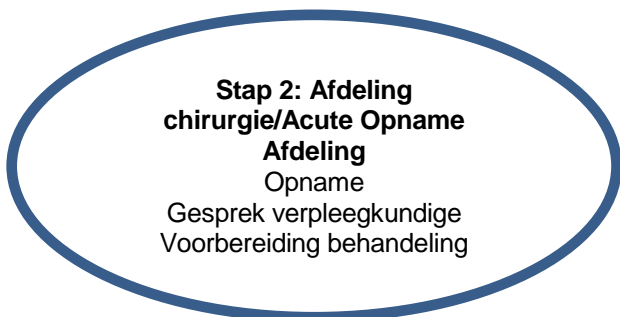 Stap 2: Afdeling
chirurgie/Acute Opname
Afdeling
Opname
Gesprek verpleegkundige
Voorbereiding behandeling